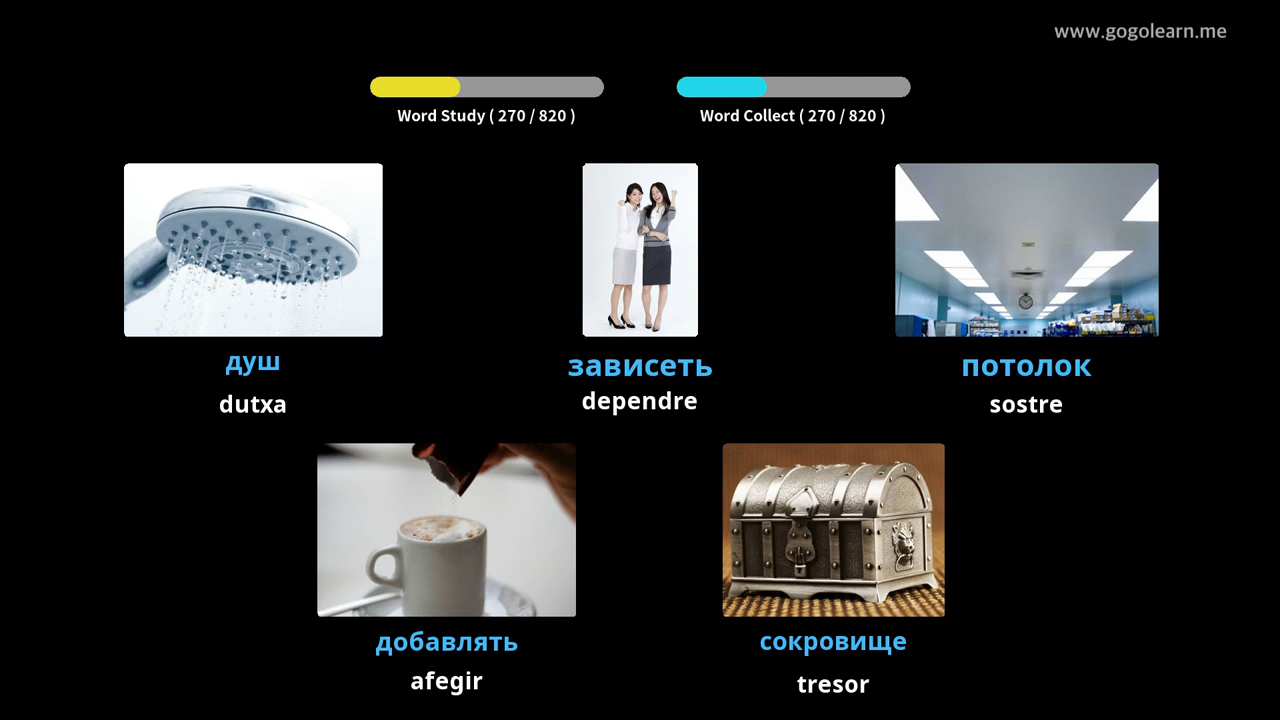 www.gogolearn.me
Word Study ( 270 / 820 )
Word Collect ( 270 / 820 )
душ
dutxa
зависеть
dependre
потолок
sostre
добавлять
afegir
сокровище
tresor